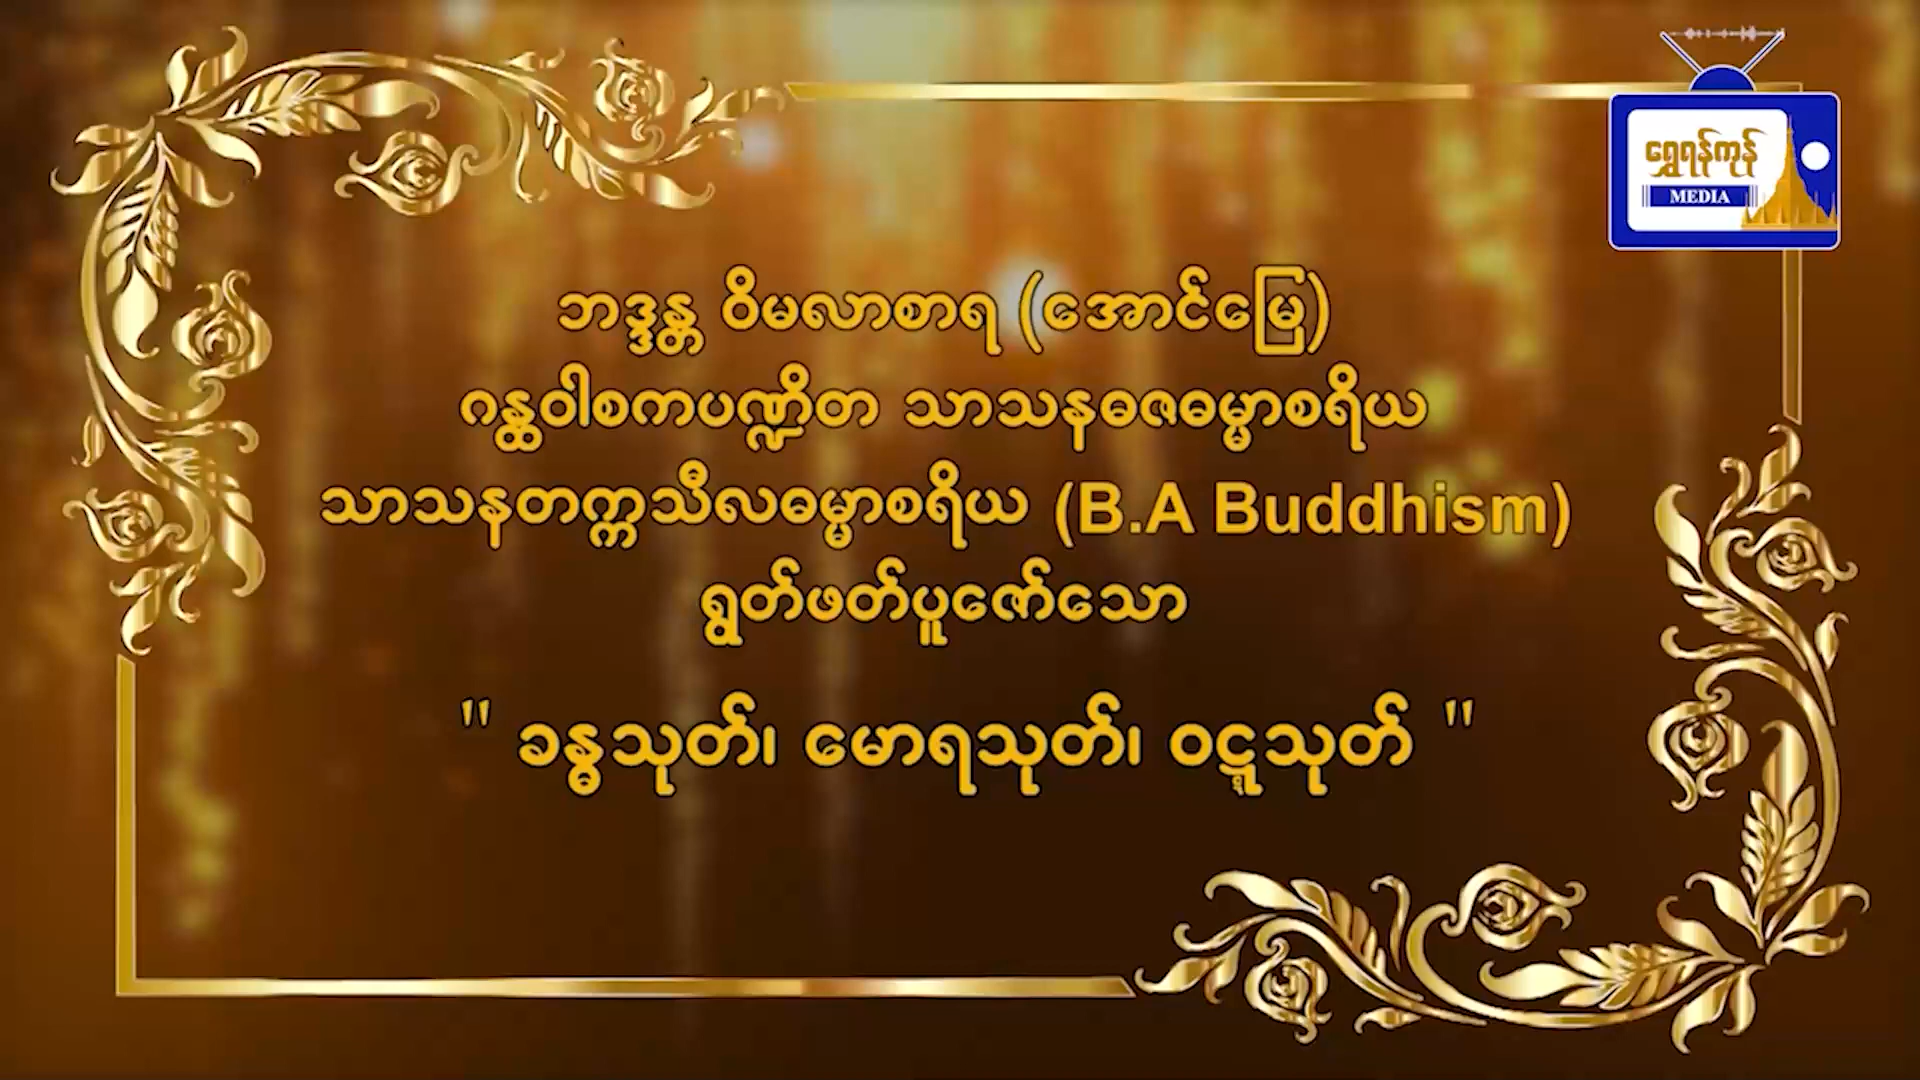 ရွှေရန်ကုန်
MEDIA
ဘဒ္ဒန္တ ဝိမလာစာရ (အောင်မြေ)
ဂန္ထဝါစကပဏ္ဍိတ သာသနဓဇဓမ္မာစရိယ
သာသနတက္ကသီလဓမ္မာစရိယ (B.A Buddhism)
ရွတ်ဖတ်ပူဇော်သော
" ခန္ဓသုတ်၊ မောရသုတ်၊ ဝဋ္ဋသုတ် "